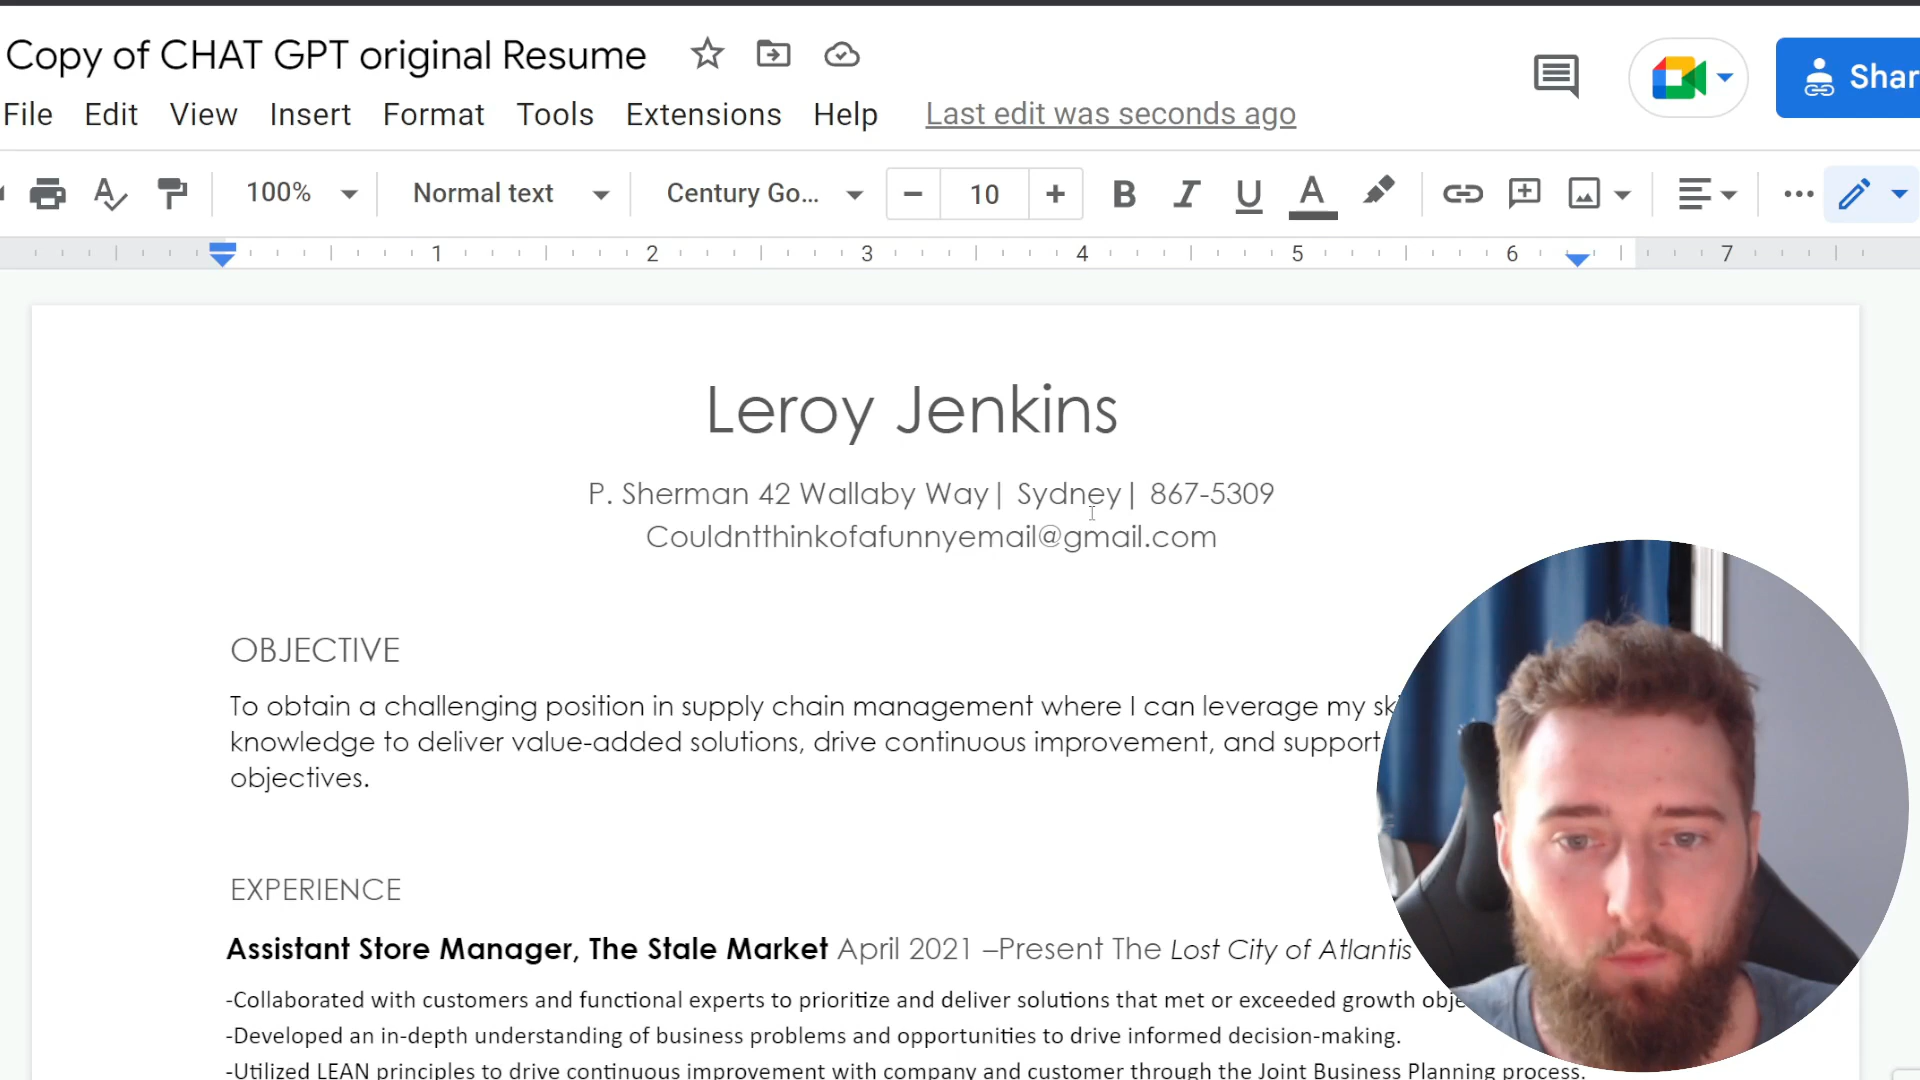 Copy of CHAT GPT original Resume
Shar
File Edit View Insert Format Tools Extensions Help Last edit was seconds ago
100% Normal text Century Go... − 10 + B I U A
1 2 3 4 5 6 7
Leroy Jenkins
P. Sherman 42 Wallaby Way| Sydney| 867-5309
Couldntthinkofafunnyemail@gmail.com
OBJECTIVE
To obtain a challenging position in supply chain management where I can leverage my sk
knowledge to deliver value-added solutions, drive continuous improvement, and support
objectives.
EXPERIENCE
Assistant Store Manager, The Stale Market April 2021 –Present The Lost City of Atlantis
-Collaborated with customers and functional experts to prioritize and deliver solutions that met or exceeded growth obje
-Developed an in-depth understanding of business problems and opportunities to drive informed decision-making.
-Utilized LEAN principles to drive continuous improvement with company and customer through the Joint Business Planning process.